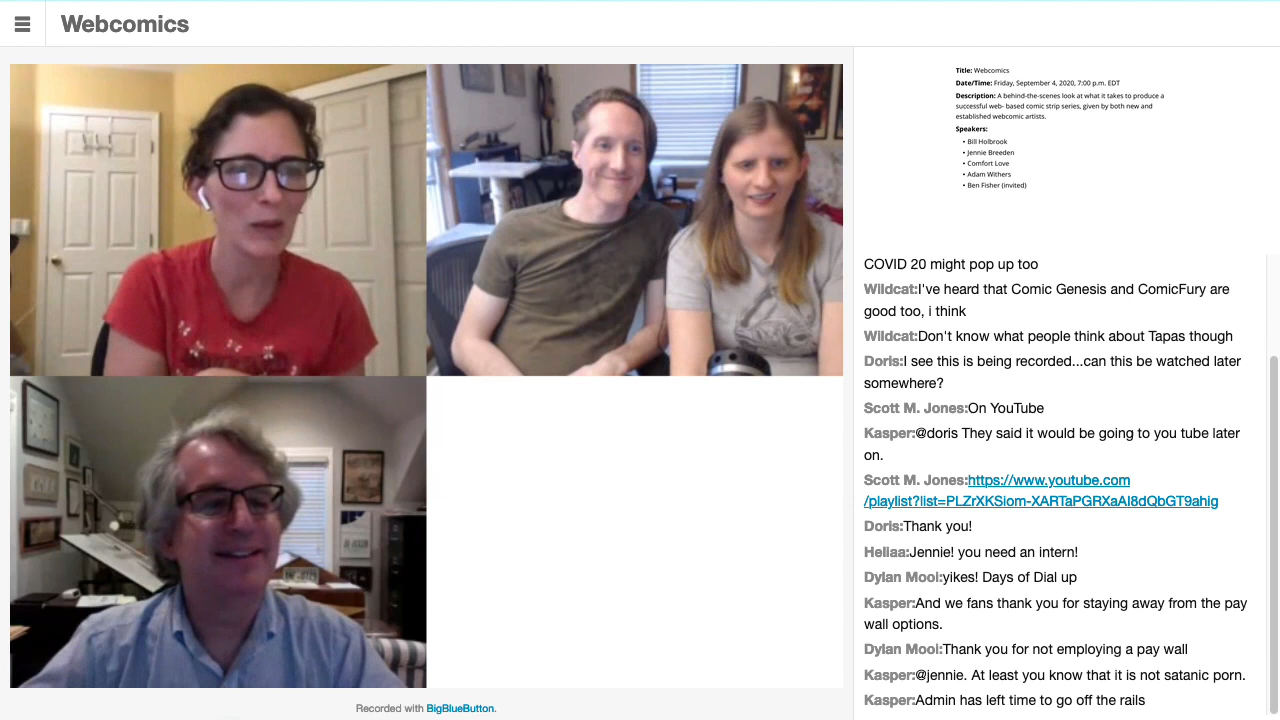 Webcomics
Title: Webcomics
Date/Time: Friday, September 4, 2020, 7:00 p.m. EDT
Description: A behind-the-scenes look at what it takes to produce a
successful web- based comic strip series, given by both new and
established webcomic artists.
Speakers:
• Bill Holbrook
• Jennie Breeden
• Comfort Love
• Adam Withers
• Ben Fisher (invited)
COVID 20 might pop up too
Wildcat:I've heard that Comic Genesis and ComicFury are
good too, i think
Wildcat:Don't know what people think about Tapas though
Doris:I see this is being recorded...can this be watched later
somewhere?
Scott M. Jones:On YouTube
Kasper:@doris They said it would be going to you tube later
on.
Scott M. Jones:https://www.youtube.com
/playlist?list=PLZrXKSiom-XARTaPGRXaAl8dQbGT9ahig
Doris:Thank you!
Heliaa:Jennie! you need an intern!
Dylan Mool:yikes! Days of Dial up
Kasper:And we fans thank you for staying away from the pay
wall options.
Dylan Mool:Thank you for not employing a pay wall
Kasper:@jennie. At least you know that it is not satanic porn.
Kasper:Admin has left time to go off the rails
Recorded with BigBlueButton.